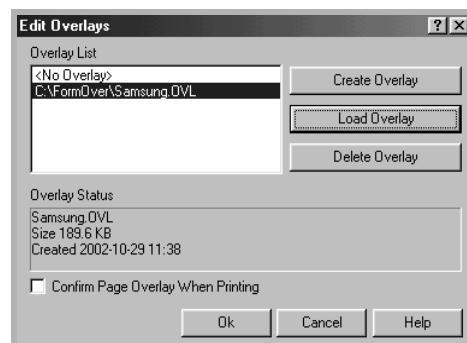 Edit Overlays
Overlay List
<No Overlay>
C:\FormOver\Samsung.OVL
Create Overlay
Load Overlay
Delete Overlay
Overlay Status
Samsung.OVL
Size 189.6 KB
Created 2002-10-29 11:38
Confirm Page Overlay When Printing
Ok Cancel Help